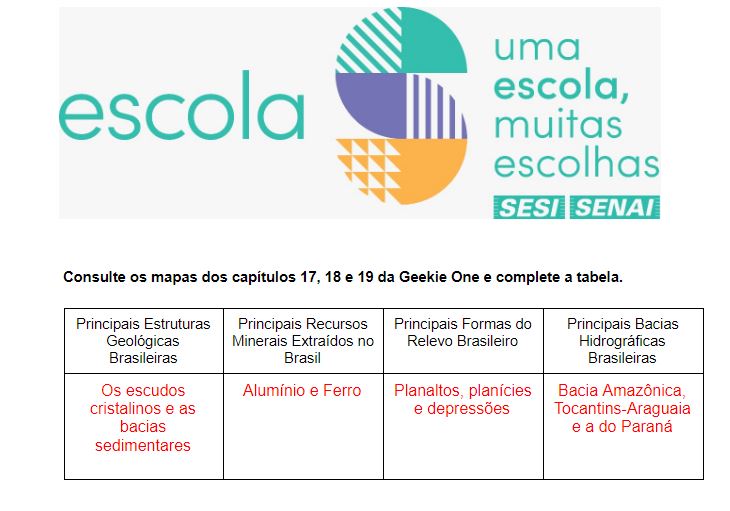 escola
uma
escola,
muitas
escolhas
SESI SENAI
Consulte os mapas dos capítulos 17, 18 e 19 da Geekie One e complete a tabela.
Principais Estruturas
Geológicas
Brasileiras
Principais Recursos
Minerais Extraídos no
Brasil
Principais Formas do
Relevo Brasileiro
Principais Bacias
Hidrográficas
Brasileiras
Os escudos
cristalinos e as
bacias
sedimentares
Alumínio e Ferro
Planaltos, planícies
e depressões
Bacia Amazônica,
Tocantins-Araguaia
e a do Paraná